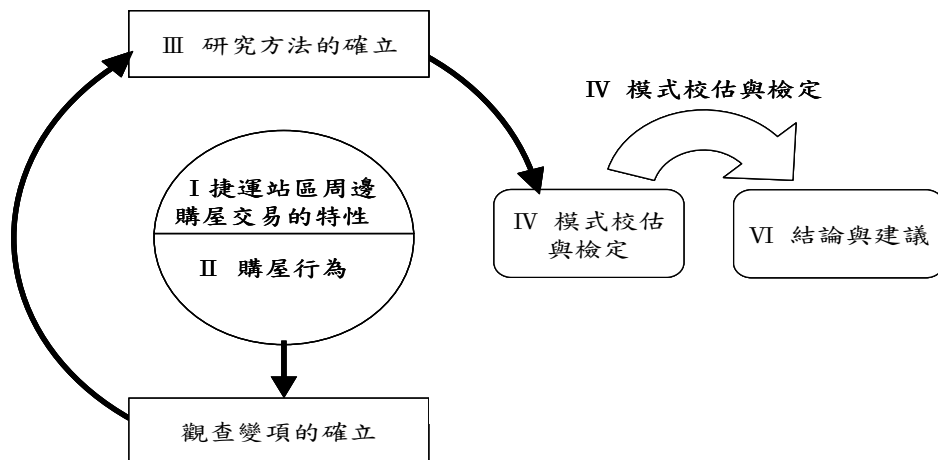 Ⅲ 研究方法的確立
Ⅳ 模式校估與檢定
Ⅰ捷運站區周邊
購屋交易的特性
Ⅱ 購屋行為
Ⅳ 模式校估
與檢定
Ⅵ 結論與建議
觀查變項的確立